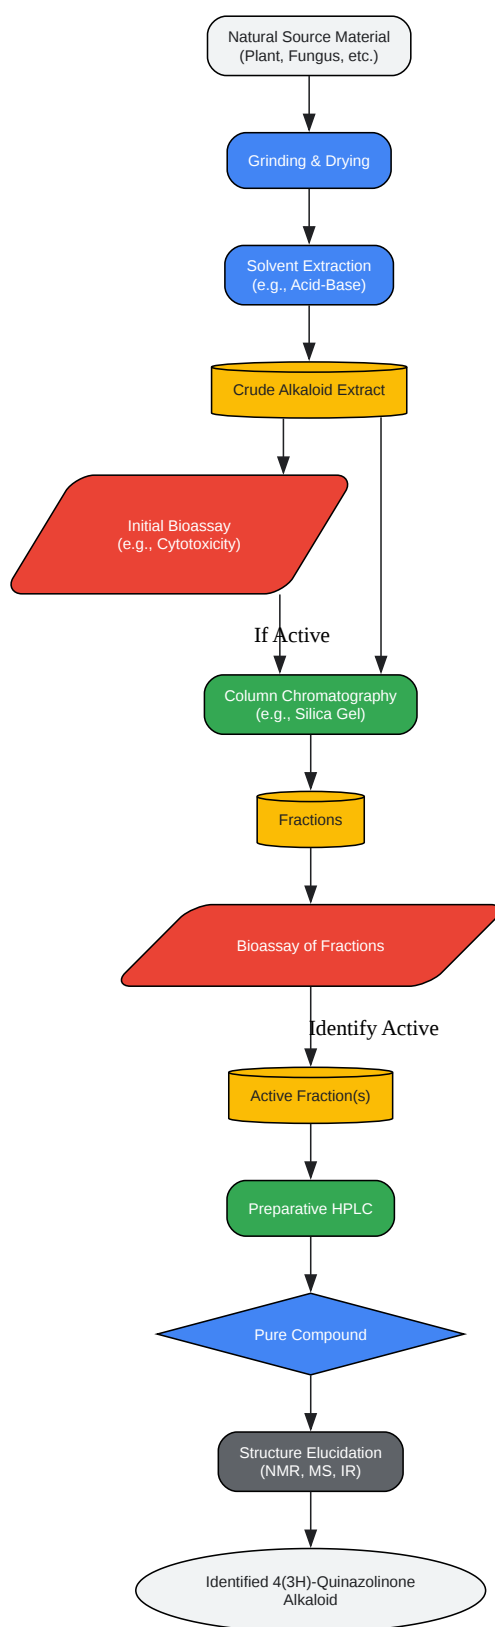 Natural Source Material
(Plant, Fungus, etc.)
Grinding & Drying
Solvent Extraction
(e.g., Acid-Base)
Crude Alkaloid Extract
Initial Bioassay
(e.g., Cytotoxicity)
If Active
Column Chromatography
(e.g., Silica Gel)
Fractions
Bioassay of Fractions
Identify Active
Active Fraction(s)
Preparative HPLC
Pure Compound
Structure Elucidation
(NMR, MS, IR)
Identified 4(3H)-Quinazolinone
Alkaloid